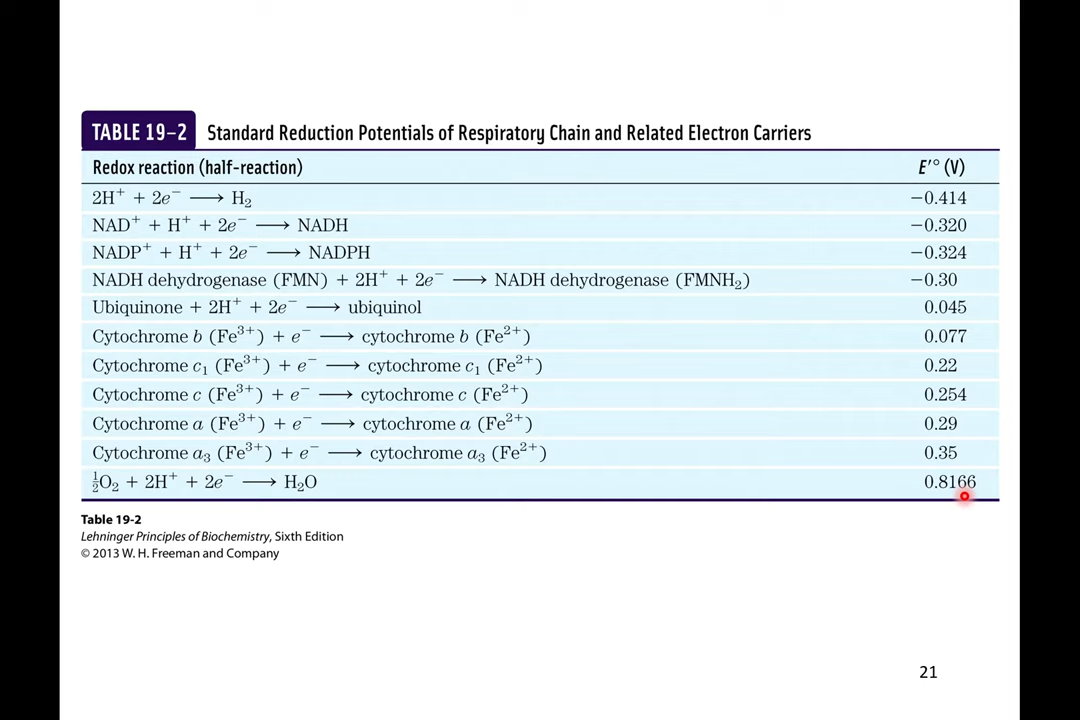 TABLE 19–2 Standard Reduction Potentials of Respiratory Chain and Related Electron Carriers
Redox reaction (half-reaction) E′° (V)
2H⁺ + 2e⁻ ⟶ H₂ −0.414
NAD⁺ + H⁺ + 2e⁻ ⟶ NADH −0.320
NADP⁺ + H⁺ + 2e⁻ ⟶ NADPH −0.324
NADH dehydrogenase (FMN) + 2H⁺ + 2e⁻ ⟶ NADH dehydrogenase (FMNH₂) −0.30
Ubiquinone + 2H⁺ + 2e⁻ ⟶ ubiquinol 0.045
Cytochrome b (Fe³⁺) + e⁻ ⟶ cytochrome b (Fe²⁺) 0.077
Cytochrome c₁ (Fe³⁺) + e⁻ ⟶ cytochrome c₁ (Fe²⁺) 0.22
Cytochrome c (Fe³⁺) + e⁻ ⟶ cytochrome c (Fe²⁺) 0.254
Cytochrome a (Fe³⁺) + e⁻ ⟶ cytochrome a (Fe²⁺) 0.29
Cytochrome a₃ (Fe³⁺) + e⁻ ⟶ cytochrome a₃ (Fe²⁺) 0.35
½O₂ + 2H⁺ + 2e⁻ ⟶ H₂O 0.8166
Table 19-2
Lehninger Principles of Biochemistry, Sixth Edition
© 2013 W. H. Freeman and Company
21